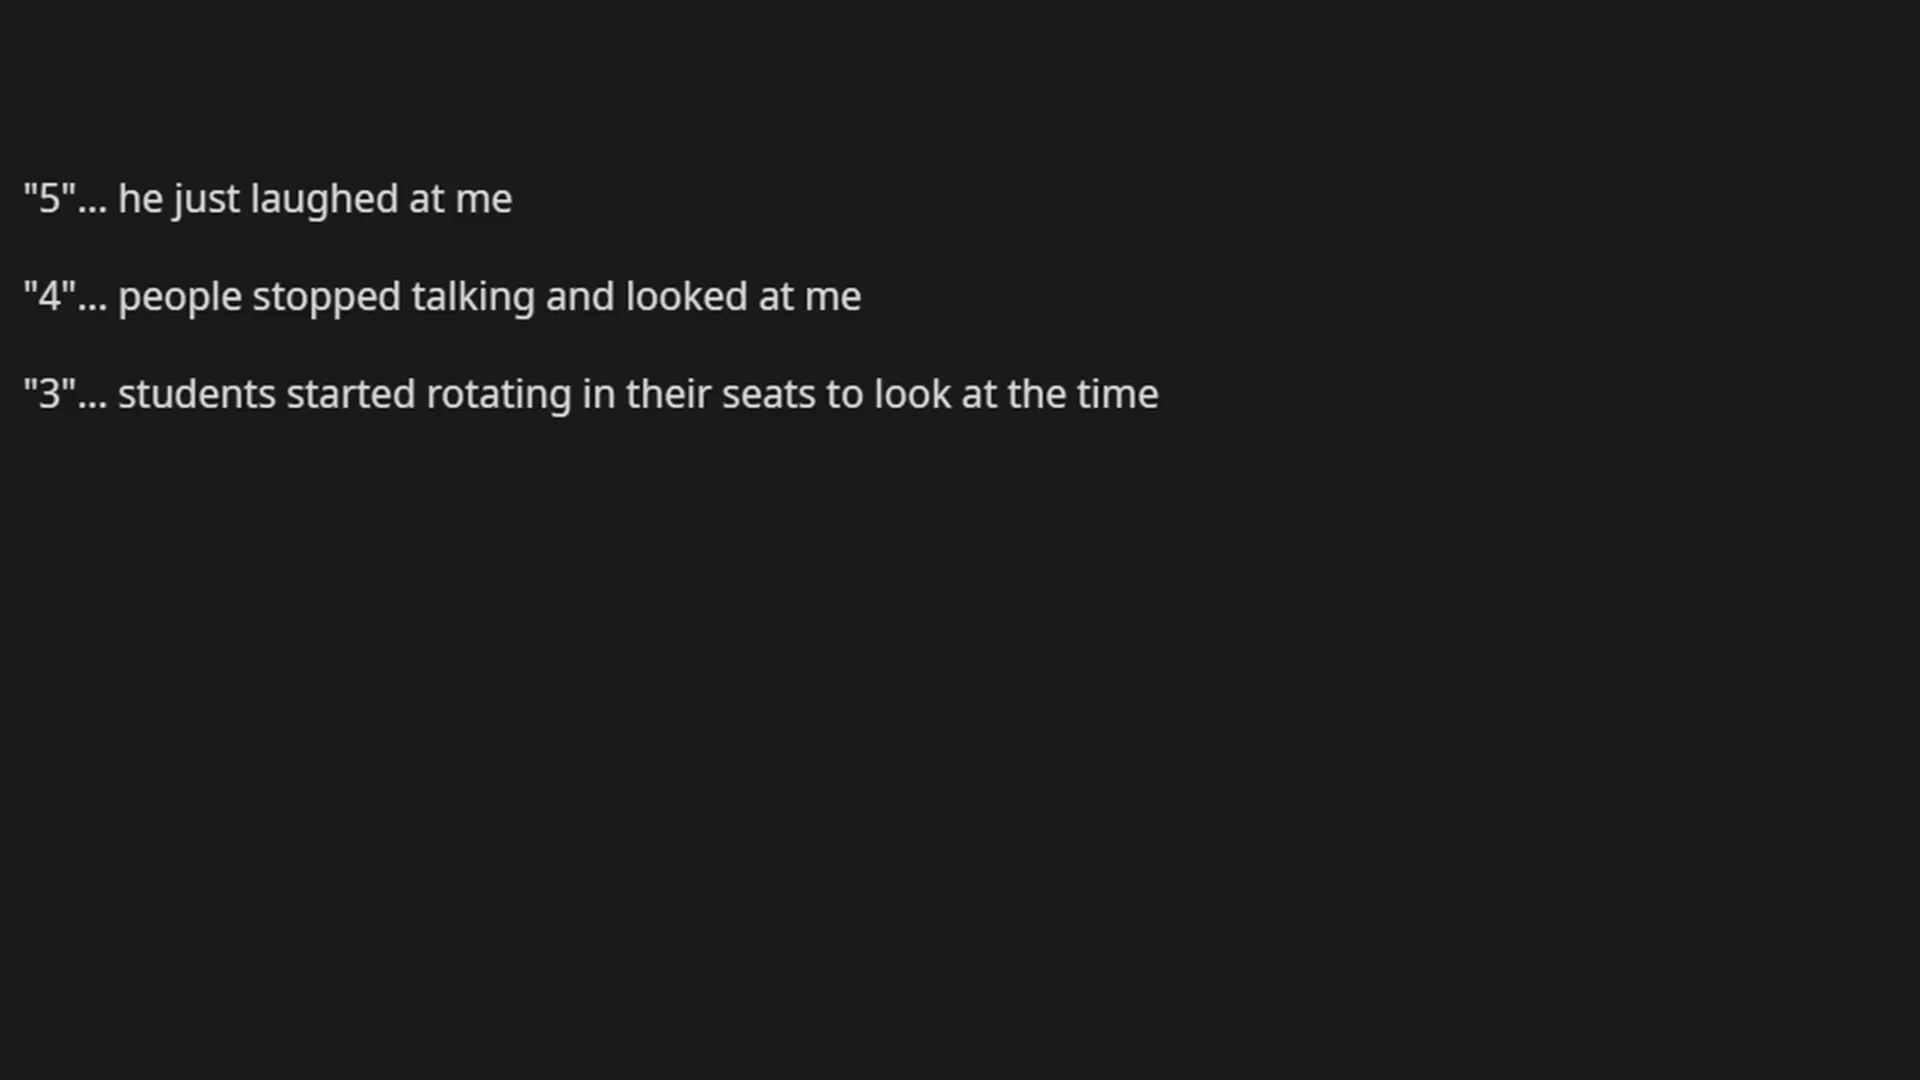 "5"... he just laughed at me
"4"... people stopped talking and looked at me
"3"... students started rotating in their seats to look at the time